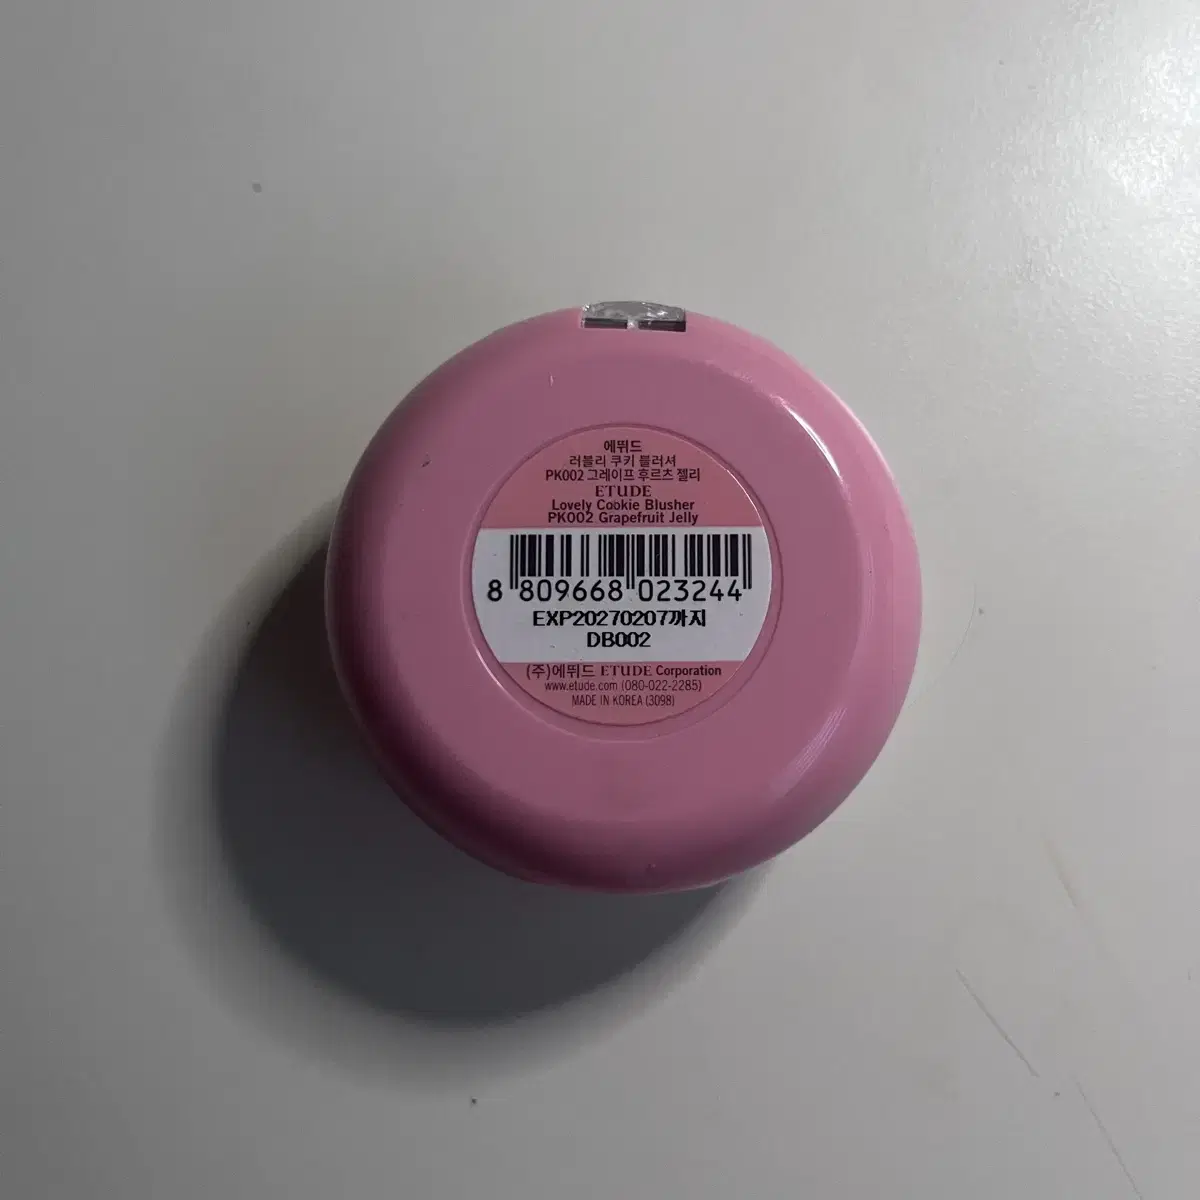 에뛰드
러블리 쿠키 블러셔
PK002 그레이프 후르츠 젤리
ETUDE
Lovely Cookie Blusher
PK002 Grapefruit Jelly
8 809668 023244
EXP20270207까지
DB002
(주)에뛰드 ETUDE Corporation
www.etude.com (080-022-2285)
MADE IN KOREA (3098)